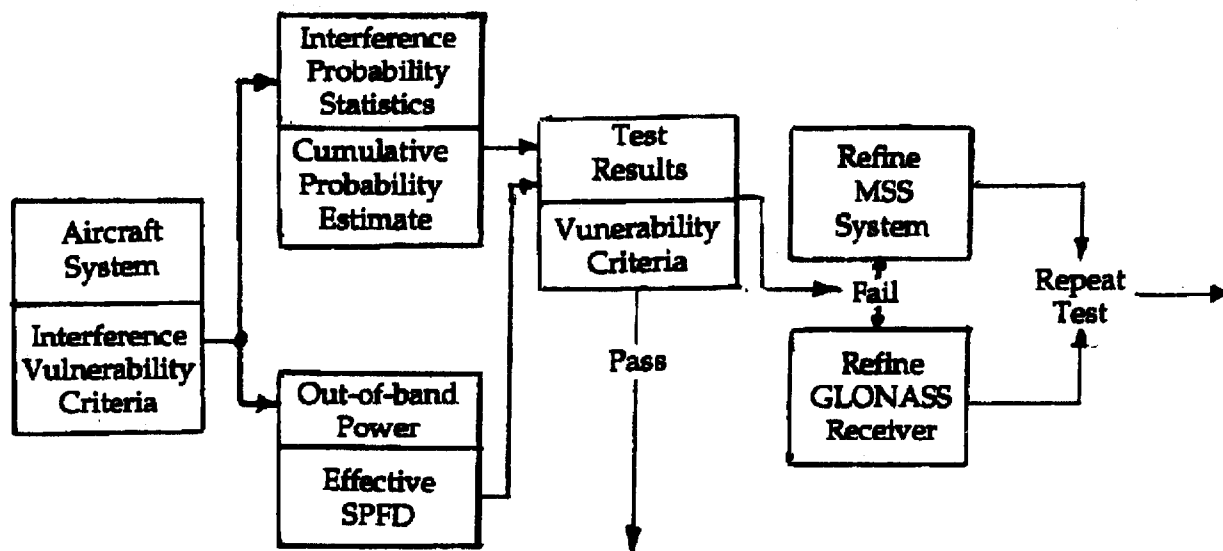 Aircraft
System
Interference
Vulnerability
Criteria
Interference
Probability
Statistics
Cumulative
Probability
Estimate
Out-of-band
Power
Effective
SPFD
Test
Results
Vunerability
Criteria
Pass
Fail
Refine
MSS
System
Refine
GLONASS
Receiver
Repeat
Test